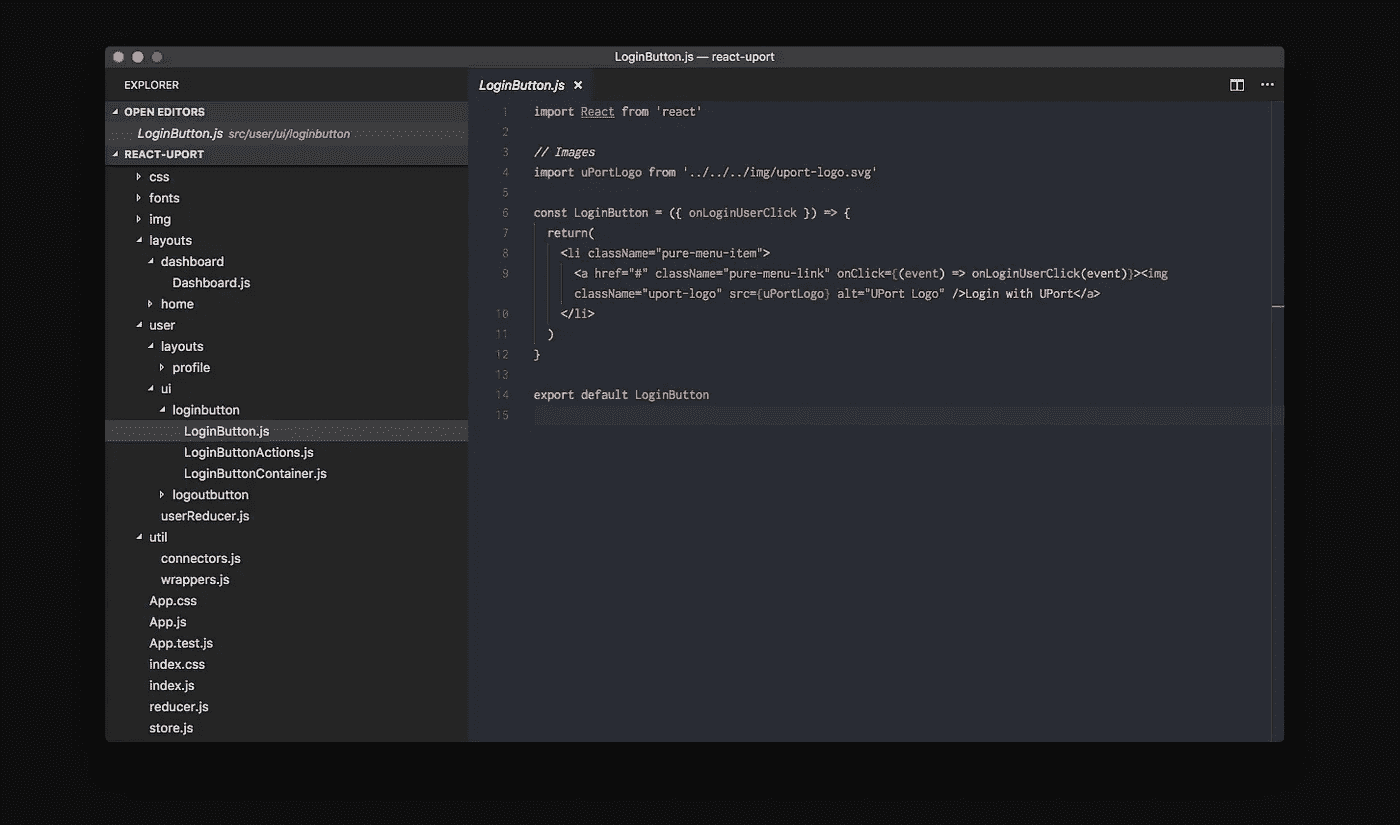 LoginButton.js — react-uport
EXPLORER
OPEN EDITORS
LoginButton.js src/user/ui/loginbutton
REACT-UPORT
css
fonts
img
layouts
dashboard
Dashboard.js
home
user
layouts
profile
ui
loginbutton
LoginButton.js
LoginButtonActions.js
LoginButtonContainer.js
logoutbutton
userReducer.js
util
connectors.js
wrappers.js
App.css
App.js
App.test.js
index.css
index.js
reducer.js
store.js
LoginButton.js ×
1 import React from 'react'
2
3 // Images
4 import uPortLogo from '../../../img/uport-logo.svg'
5
6 const LoginButton = ({ onLoginUserClick }) => {
7 return(
8 <li className="pure-menu-item">
9 <a href="#" className="pure-menu-link" onClick={(event) => onLoginUserClick(event)}><img
className="uport-logo" src={uPortLogo} alt="UPort Logo" />Login with UPort</a>
10 </li>
11 )
12 }
13
14 export default LoginButton
15